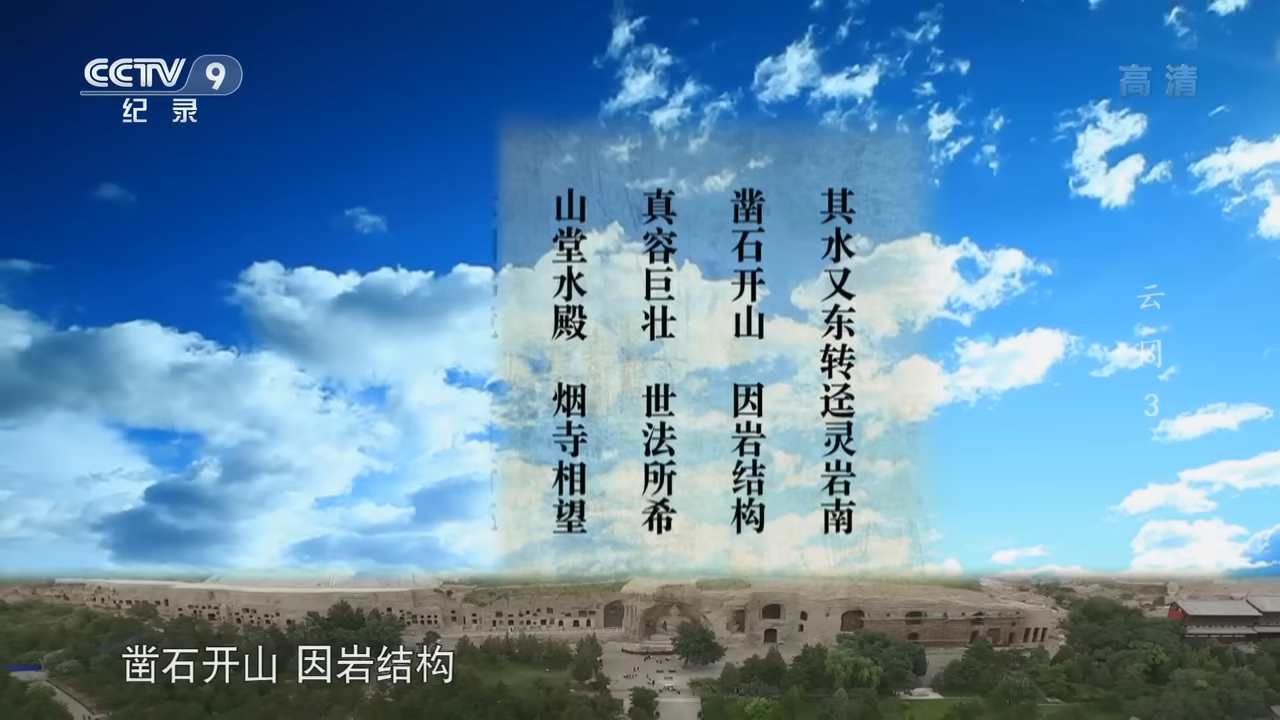 CCTV 9
纪录
高清
其水又东转迳灵岩南
凿石开山 因岩结构
真容巨壮 世法所希
山堂水殿 烟寺相望
云冈 3
凿石开山 因岩结构